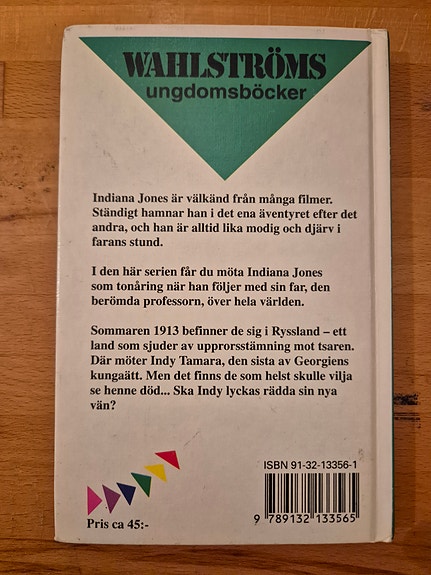 WAHLSTRÖMS
ungdomsböcker
Indiana Jones är välkänd från många filmer.
Ständigt hamnar han i det ena äventyret efter det
andra, och han är alltid lika modig och djärv i
farans stund.
I den här serien får du möta Indiana Jones
som tonåring när han följer med sin far, den
berömda professorn, över hela världen.
Sommaren 1913 befinner de sig i Ryssland – ett
land som sjuder av upprorsstämning mot tsaren.
Där möter Indy Tamara, den sista av Georgiens
kungaätt. Men det finns de som helst skulle vilja
se henne död... Ska Indy lyckas rädda sin nya
vän?
ISBN 91-32-13356-1
Pris ca 45:-
9 789132 133565